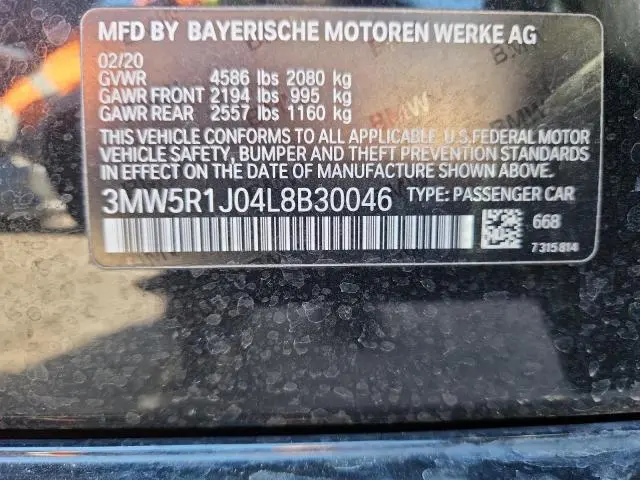 MFD BY BAYERISCHE MOTOREN WERKE AG
02/20
GVWR 4586 lbs 2080 kg
GAWR FRONT 2194 lbs 995 kg
GAWR REAR 2557 lbs 1160 kg
THIS VEHICLE CONFORMS TO ALL APPLICABLE U.S.FEDERAL MOTOR
VEHICLE SAFETY, BUMPER AND THEFT PREVENTION STANDARDS
IN EFFECT ON THE DATE OF MANUFACTURE SHOWN ABOVE.
3MW5R1J04L8B30046 TYPE: PASSENGER CAR
668
7 315 814
BMW
BMW